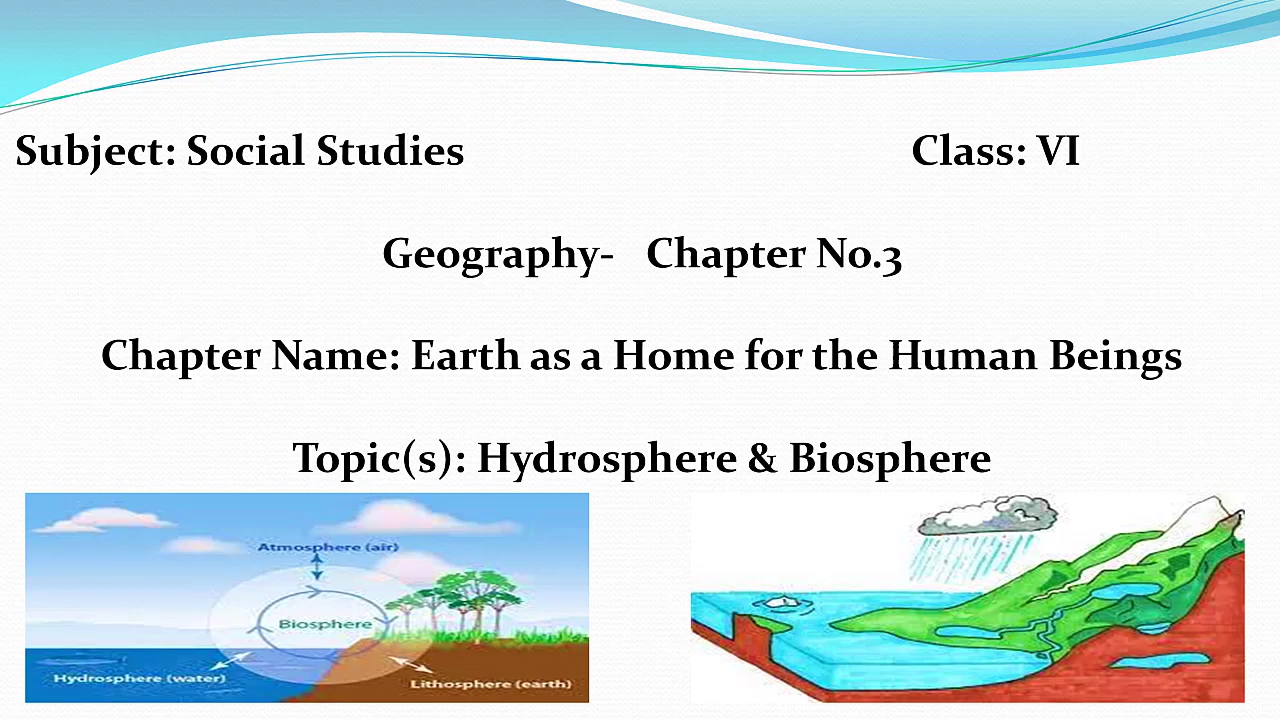 Subject: Social Studies Class: VI
Geography- Chapter No.3
Chapter Name: Earth as a Home for the Human Beings
Topic(s): Hydrosphere & Biosphere
Atmosphere (air)
Biosphere
Hydrosphere (water)
Lithosphere (earth)